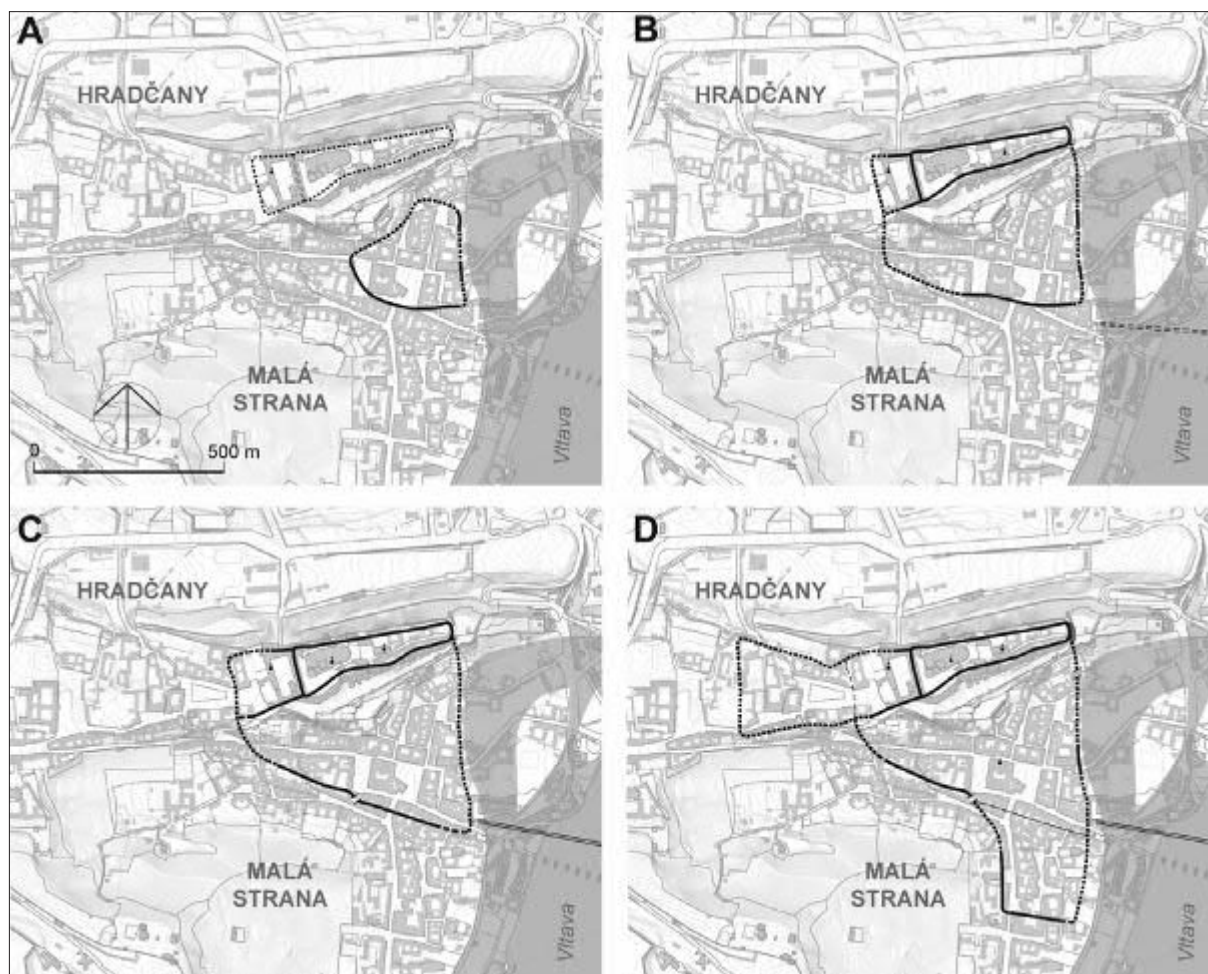 A
HRADČANY
MALÁ
STRANA
Vltava
0
500 m
B
HRADČANY
MALÁ
STRANA
Vltava
C
HRADČANY
MALÁ
STRANA
Vltava
D
HRADČANY
MALÁ
STRANA
Vltava